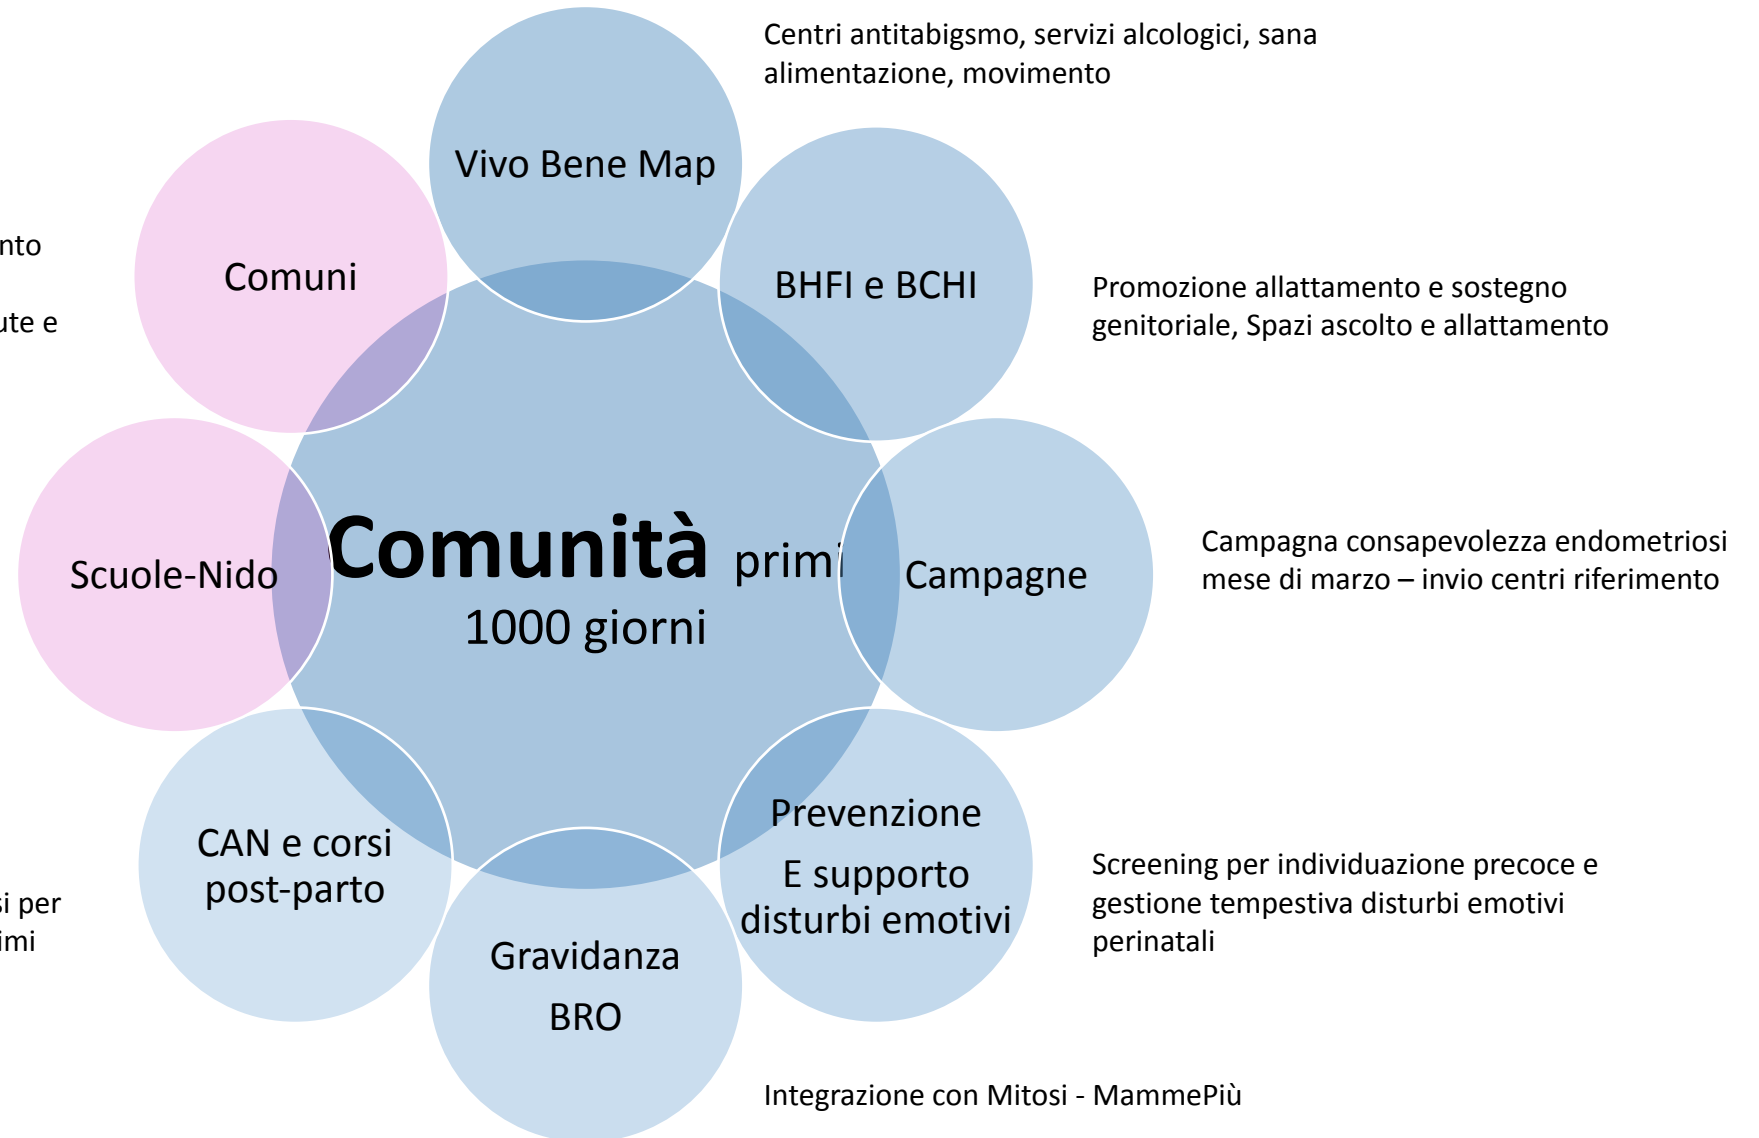 Centri antitabigsmo, servizi alcologici, sana
alimentazione, movimento
Vivo Bene Map
Comuni
BHFI e BCHI
Promozione allattamento e sostegno
genitoriale, Spazi ascolto e allattamento
Scuole-Nido
Comunità primi
1000 giorni
Campagne
Campagna consapevolezza endometriosi
mese di marzo – invio centri riferimento
CAN e corsi
post-parto
Prevenzione
E supporto
disturbi emotivi
Screening per individuazione precoce e
gestione tempestiva disturbi emotivi
perinatali
si per
Gravidanza
BRO
Integrazione con Mitosi - MammePiù